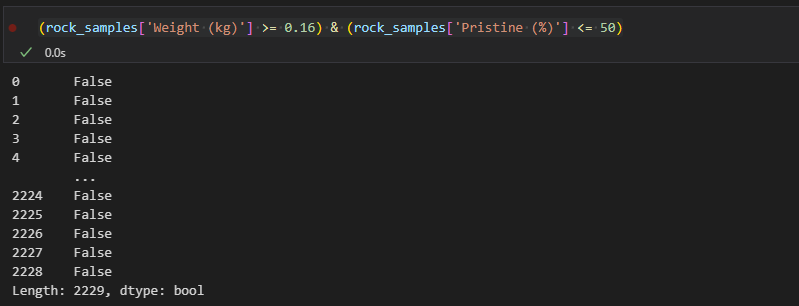 (rock_samples['Weight (kg)'] >= 0.16) & (rock_samples['Pristine (%)'] <= 50)
0.0s
0 False
1 False
2 False
3 False
4 False
...
2224 False
2225 False
2226 False
2227 False
2228 False
Length: 2229, dtype: bool